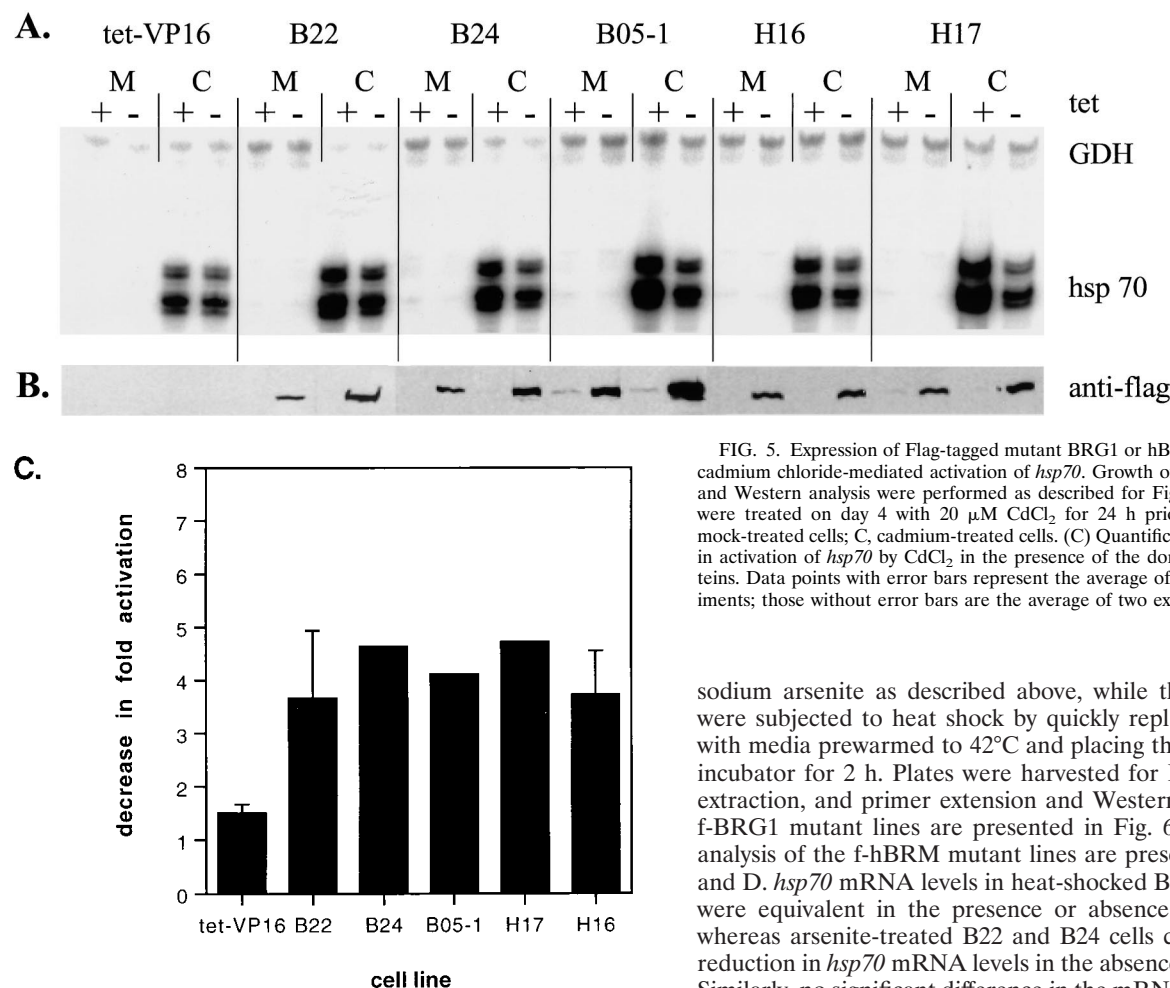 A.
tet-VP16 B22 B24 B05-1 H16 H17
M C M C M C M C M C M C
+ - + - + - + - + - + - + - + - + - + - + - + - tet
GDH
hsp 70
B.
anti-flag
C.
8
7
6
5
4
3
2
1
0
decrease in fold activation
tet-VP16 B22 B24 B05-1 H17 H16
cell line
FIG. 5. Expression of Flag-tagged mutant BRG1 or hB
cadmium chloride-mediated activation of hsp70. Growth o
and Western analysis were performed as described for Fig
were treated on day 4 with 20 μM CdCl₂ for 24 h prio
mock-treated cells; C, cadmium-treated cells. (C) Quantific
in activation of hsp70 by CdCl₂ in the presence of the dor
teins. Data points with error bars represent the average of
iments; those without error bars are the average of two ex
sodium arsenite as described above, while th
were subjected to heat shock by quickly repl
with media prewarmed to 42°C and placing th
incubator for 2 h. Plates were harvested for
extraction, and primer extension and Western
f-BRG1 mutant lines are presented in Fig. 6
analysis of the f-hBRM mutant lines are prese
and D. hsp70 mRNA levels in heat-shocked B
were equivalent in the presence or absence
whereas arsenite-treated B22 and B24 cells c
reduction in hsp70 mRNA levels in the absence
Similarly, no significant difference in the mRN